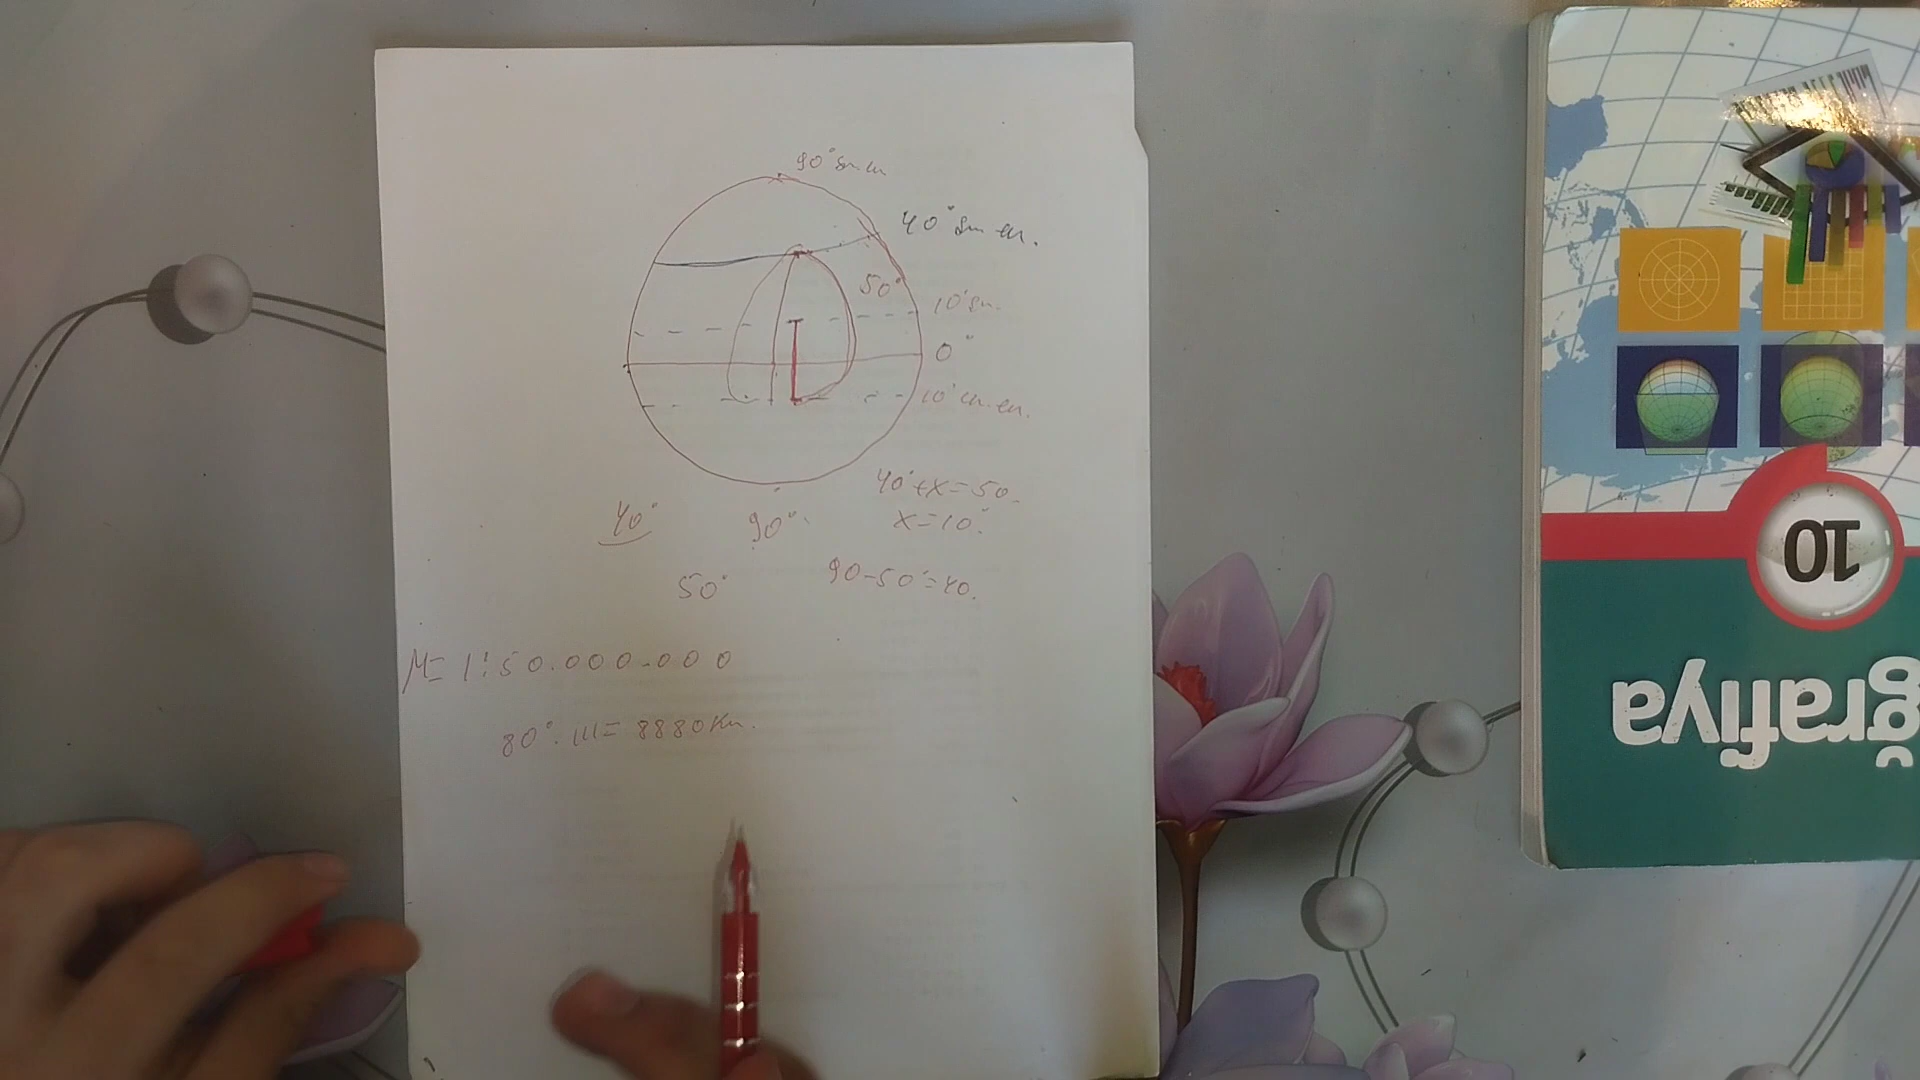 90° şm en
40° şm en.
50°
10° şm.
0°
10° cn. en.
40°+x=50.
x=10°.
40°
90°
90-50°=40.
50°
M=1:50.000.000
80°.111=8880km.
10
ğrafiya